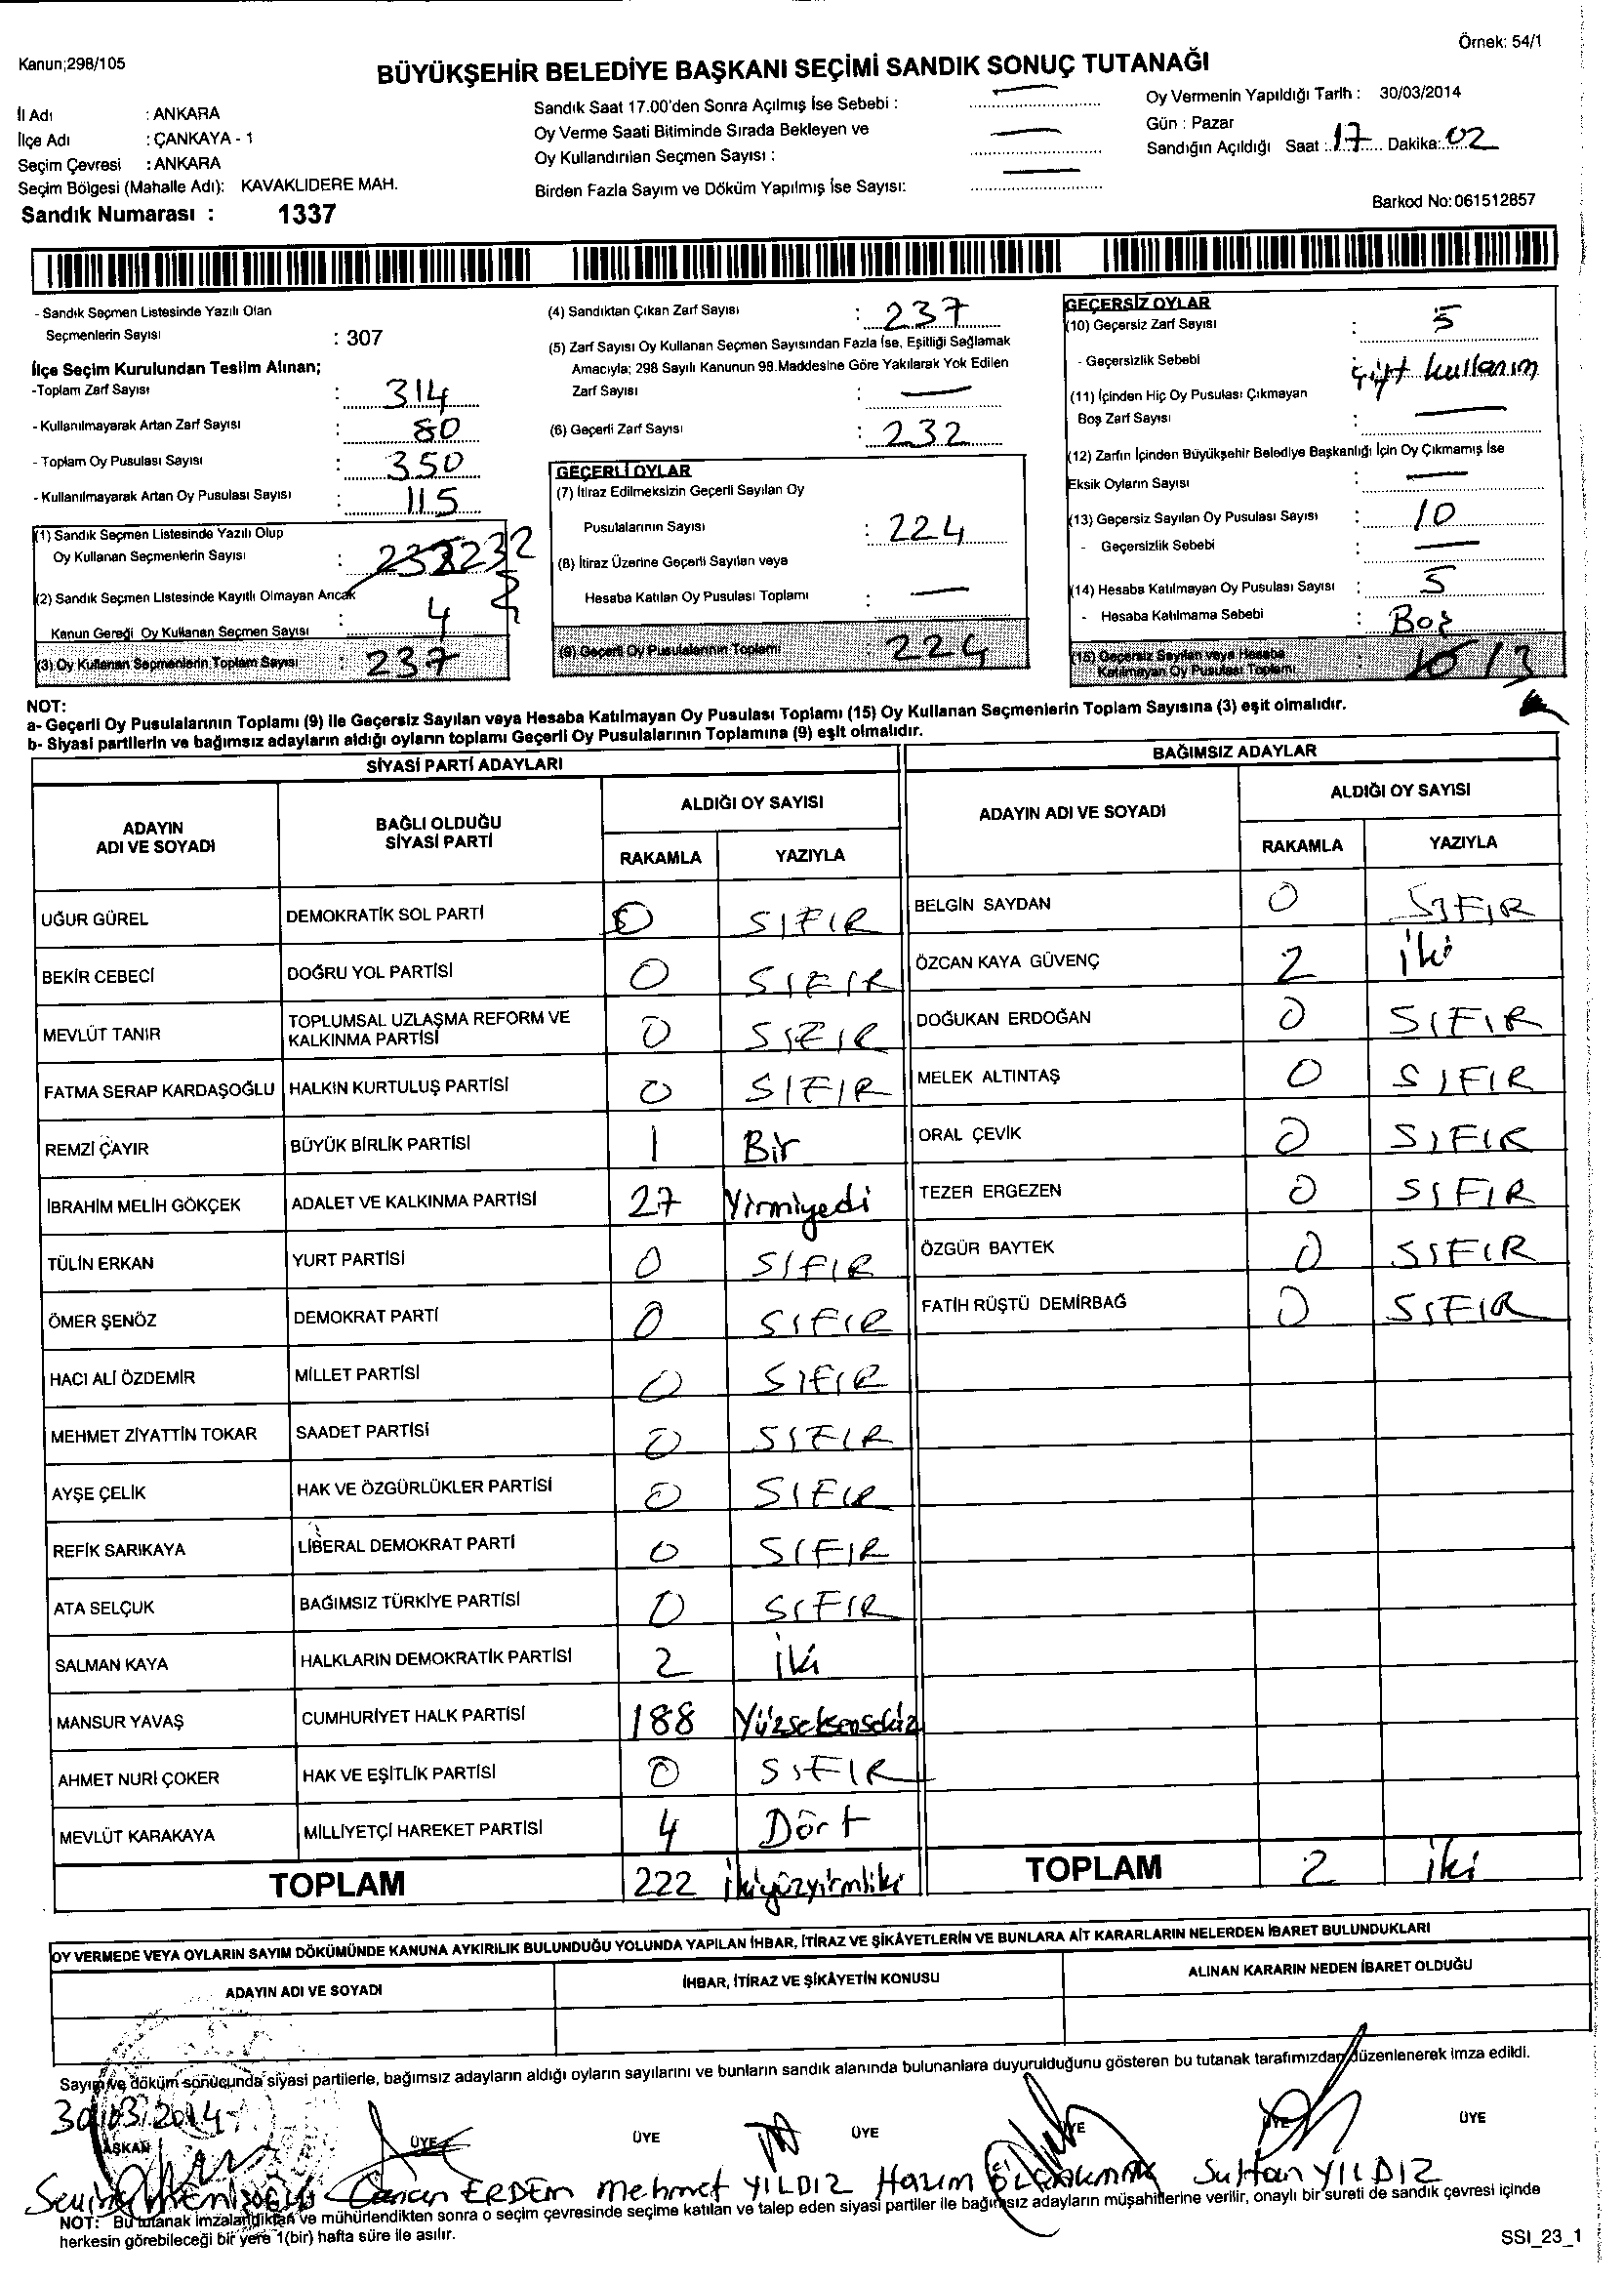 Örnek: 54/1
Kanun;298/105
BÜYÜKŞEHİR BELEDİYE BAŞKANI SEÇİMİ SANDIK SONUÇ TUTANAĞI
İl Adı : ANKARA
İlçe Adı : ÇANKAYA - 1
Seçim Çevresi : ANKARA
Seçim Bölgesi (Mahalle Adı): KAVAKLIDERE MAH.
Sandık Numarası : 1337
Sandık Saat 17.00'den Sonra Açılmış İse Sebebi : —
Oy Verme Saati Bitiminde Sırada Bekleyen ve
Oy Kullandırılan Seçmen Sayısı : —
Birden Fazla Sayım ve Döküm Yapılmış İse Sayısı: —
Oy Vermenin Yapıldığı Tarih : 30/03/2014
Gün : Pazar
Sandığın Açıldığı Saat : 17 Dakika: 02
Barkod No: 061512857
- Sandık Seçmen Listesinde Yazılı Olan
Seçmenlerin Sayısı : 307
İlçe Seçim Kurulundan Teslim Alınan;
-Toplam Zarf Sayısı : 314
- Kullanılmayarak Artan Zarf Sayısı : 80
- Toplam Oy Pusulası Sayısı : 350
- Kullanılmayarak Artan Oy Pusulası Sayısı : 115
(1) Sandık Seçmen Listesinde Yazılı Olup
Oy Kullanan Seçmenlerin Sayısı : 232
(2) Sandık Seçmen Listesinde Kayıtlı Olmayan Ancak
Kanun Gereği Oy Kullanan Seçmen Sayısı : 4
(3) Oy Kullanan Seçmenlerin Toplam Sayısı : 237
(4) Sandıktan Çıkan Zarf Sayısı : 237
(5) Zarf Sayısı Oy Kullanan Seçmen Sayısından Fazla İse, Eşitliği Sağlamak
Amacıyla; 298 Sayılı Kanunun 98.Maddesine Göre Yakılarak Yok Edilen
Zarf Sayısı : —
(6) Geçerli Zarf Sayısı : 232
GEÇERLİ OYLAR
(7) İtiraz Edilmeksizin Geçerli Sayılan Oy
Pusulalarının Sayısı : 224
(8) İtiraz Üzerine Geçerli Sayılan veya
Hesaba Katılan Oy Pusulası Toplamı : —
(9) Geçerli Oy Pusulalarının Toplamı : 224
GEÇERSİZ OYLAR
(10) Geçersiz Zarf Sayısı : 5
- Geçersizlik Sebebi : Çift kullanım
(11) İçinden Hiç Oy Pusulası Çıkmayan
Boş Zarf Sayısı : —
(12) Zarfın İçinden Büyükşehir Belediye Başkanlığı İçin Oy Çıkmamış İse
Eksik Oyların Sayısı : —
(13) Geçersiz Sayılan Oy Pusulası Sayısı : 10
- Geçersizlik Sebebi : —
(14) Hesaba Katılmayan Oy Pusulası Sayısı : 5
- Hesaba Katılmama Sebebi : Boş
(15) Geçersiz Sayılan veya Hesaba
Katılmayan Oy Pusulası Toplamı : 13
NOT:
a- Geçerli Oy Pusulalarının Toplamı (9) ile Geçersiz Sayılan veya Hesaba Katılmayan Oy Pusulası Toplamı (15) Oy Kullanan Seçmenlerin Toplam Sayısına (3) eşit olmalıdır.
b- Siyasi partilerin ve bağımsız adayların aldığı oyların toplamı Geçerli Oy Pusulalarının Toplamına (9) eşit olmalıdır.
SİYASİ PARTİ ADAYLARI
ADAYIN ADI VE SOYADI BAĞLI OLDUĞU SİYASİ PARTİ ALDIĞI OY SAYISI
RAKAMLA YAZIYLA
UĞUR GÜREL DEMOKRATİK SOL PARTİ 0 SIFIR
BEKİR CEBECİ DOĞRU YOL PARTİSİ 0 SIFIR
MEVLÜT TANIR TOPLUMSAL UZLAŞMA REFORM VE KALKINMA PARTİSİ 0 SIFIR
FATMA SERAP KARDAŞOĞLU HALKIN KURTULUŞ PARTİSİ 0 SIFIR
REMZİ ÇAYIR BÜYÜK BİRLİK PARTİSİ 1 Bir
İBRAHİM MELİH GÖKÇEK ADALET VE KALKINMA PARTİSİ 27 Yirmiyedi
TÜLİN ERKAN YURT PARTİSİ 0 SIFIR
ÖMER ŞENÖZ DEMOKRAT PARTİ 0 SIFIR
HACI ALİ ÖZDEMİR MİLLET PARTİSİ 0 SIFIR
MEHMET ZİYATTİN TOKAR SAADET PARTİSİ 0 SIFIR
AYŞE ÇELİK HAK VE ÖZGÜRLÜKLER PARTİSİ 0 SIFIR
REFİK SARIKAYA LİBERAL DEMOKRAT PARTİ 0 SIFIR
ATA SELÇUK BAĞIMSIZ TÜRKİYE PARTİSİ 0 SIFIR
SALMAN KAYA HALKLARIN DEMOKRATİK PARTİSİ 2 İki
MANSUR YAVAŞ CUMHURİYET HALK PARTİSİ 188 Yüzseksensekiz
AHMET NURİ ÇOKER HAK VE EŞİTLİK PARTİSİ 0 SIFIR
MEVLÜT KARAKAYA MİLLİYETÇİ HAREKET PARTİSİ 4 Dört
TOPLAM 222 İkiyüzyirmiiki
BAĞIMSIZ ADAYLAR
ADAYIN ADI VE SOYADI ALDIĞI OY SAYISI
RAKAMLA YAZIYLA
BELGİN SAYDAN 0 SIFIR
ÖZCAN KAYA GÜVENÇ 2 İki
DOĞUKAN ERDOĞAN 0 SIFIR
MELEK ALTINTAŞ 0 SIFIR
ORAL ÇEVİK 0 SIFIR
TEZER ERGEZEN 0 SIFIR
ÖZGÜR BAYTEK 0 SIFIR
FATİH RÜŞTÜ DEMİRBAĞ 0 SIFIR
TOPLAM 2 iki
OY VERMEDE VEYA OYLARIN SAYIM DÖKÜMÜNDE KANUNA AYKIRILIK BULUNDUĞU YOLUNDA YAPILAN İHBAR, İTİRAZ VE ŞİKÂYETLERİN VE BUNLARA AİT KARARLARIN NELERDEN İBARET BULUNDUKLARI
ADAYIN ADI VE SOYADI İHBAR, İTİRAZ VE ŞİKÂYETİN KONUSU ALINAN KARARIN NEDEN İBARET OLDUĞU
Sayım ve döküm sonucunda siyasi partilerle, bağımsız adayların aldığı oyların sayılarını ve bunların sandık alanında bulunanlara duyurulduğunu gösteren bu tutanak tarafımızdan düzenlenerek imza edildi.
30/03/2014
BAŞKAN ÜYE ÜYE ÜYE ÜYE ÜYE ÜYE
Canan ERDEM Mehmet YILDIZ Hazım Sultan YILDIZ
NOT: Bu tutanak imzalandıktan ve mühürlendikten sonra o seçim çevresinde seçime katılan ve talep eden siyasi partiler ile bağımsız adayların müşahitlerine verilir, onaylı bir sureti de sandık çevresi içinde
herkesin görebileceği bir yere 1(bir) hafta süre ile asılır.
SSI_23_1